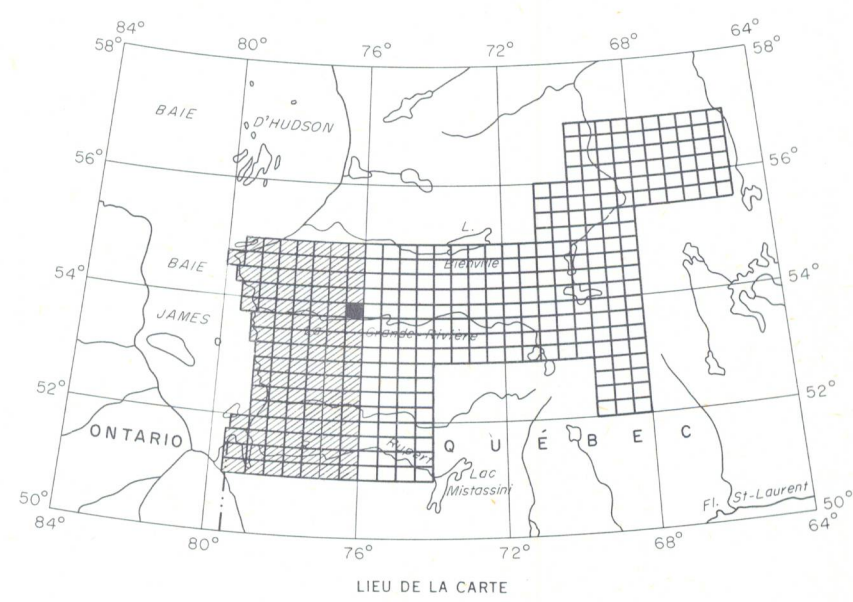 84°
58°
80°
76°
72°
68°
64°
58°
BAIE
D'HUDSON
56°
56°
L.
Bienville
54°
BAIE
54°
JAMES
La Grande Rivière
52°
52°
ONTARIO
QUÉBEC
Rupert
Lac
Mistassini
Fl. St-Laurent
50°
84°
50°
64°
80°
76°
72°
68°
LIEU DE LA CARTE